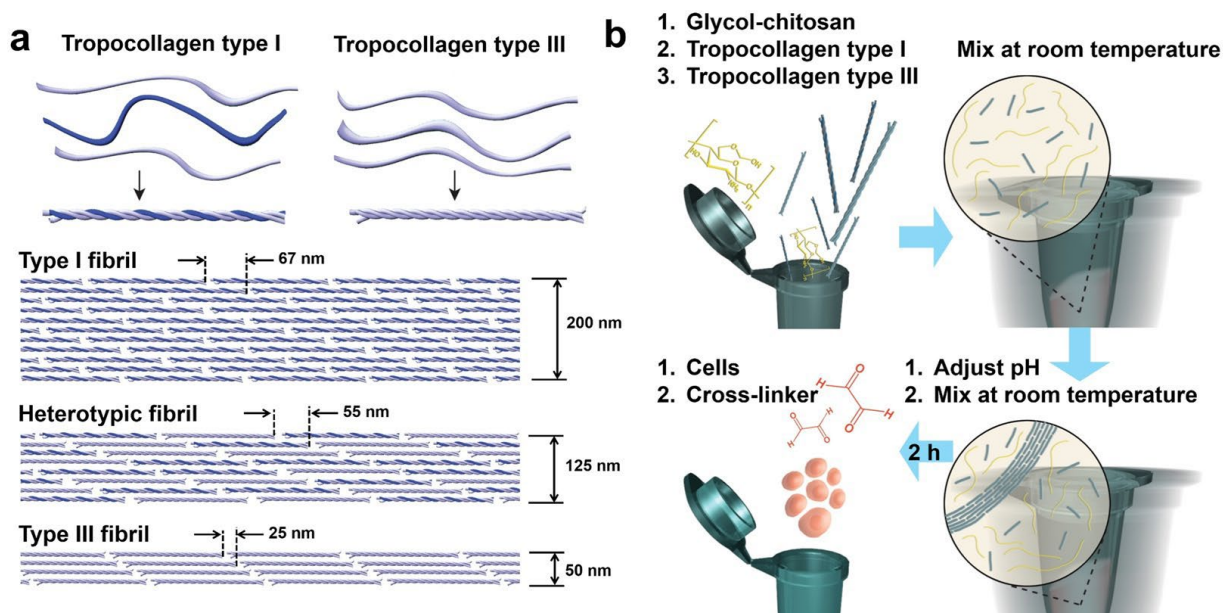 a
Tropocollagen type I
Tropocollagen type III
Type I fibril
67 nm
200 nm
Heterotypic fibril
55 nm
125 nm
Type III fibril
25 nm
50 nm
b
1. Glycol-chitosan
2. Tropocollagen type I
3. Tropocollagen type III
Mix at room temperature
1. Adjust pH
2. Mix at room temperature
2 h
1. Cells
2. Cross-linker
H
O
O
H
H
O
O
H